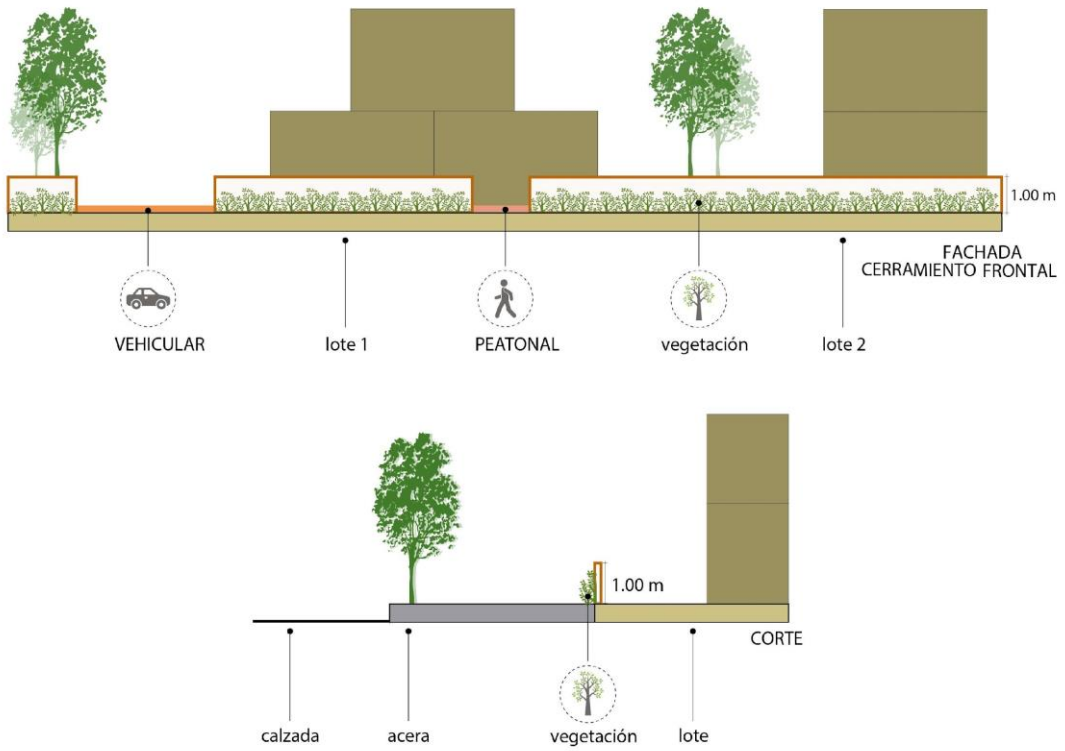 1.00 m
FACHADA
CERRAMIENTO FRONTAL
VEHICULAR
lote 1
PEATONAL
vegetación
lote 2
1.00 m
CORTE
calzada
acera
vegetación
lote